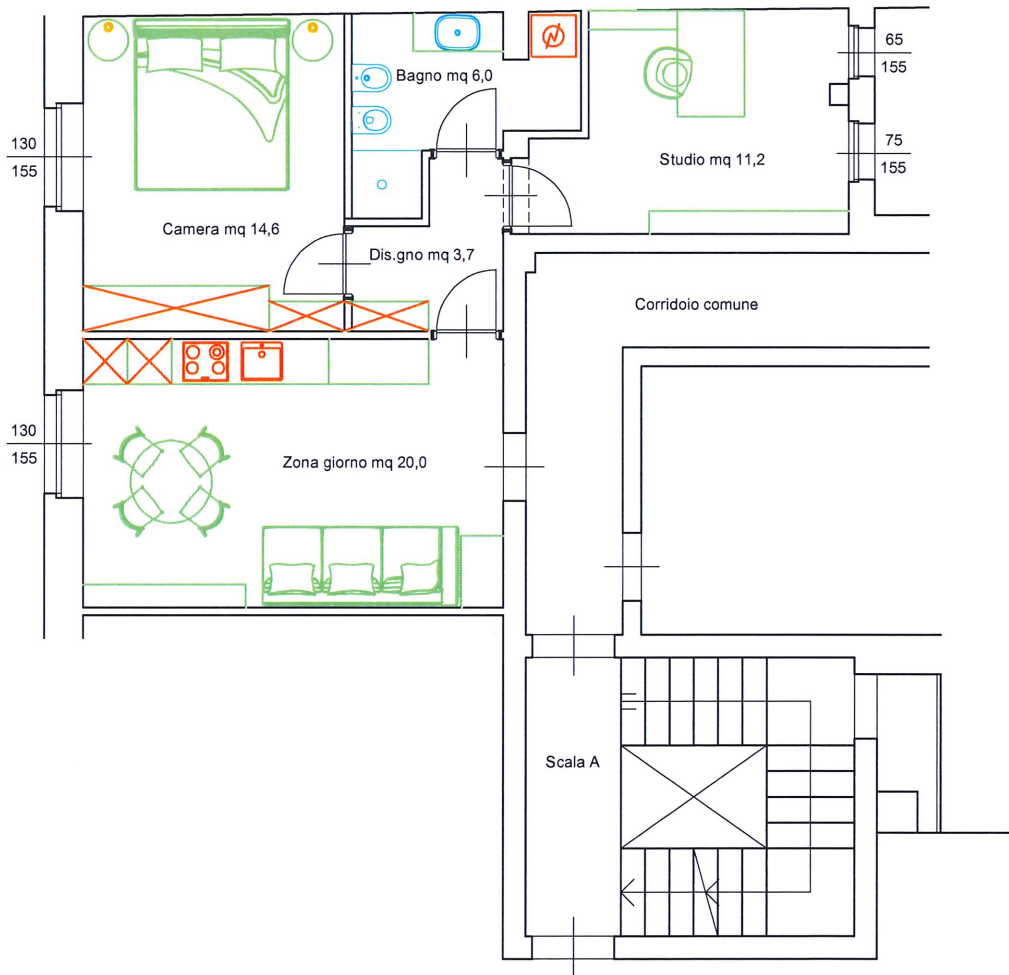 65
155
Bagno mq 6,0
130
155
75
155
Studio mq 11,2
Camera mq 14,6
Dis.gno mq 3,7
Corridoio comune
130
155
Zona giorno mq 20,0
Scala A